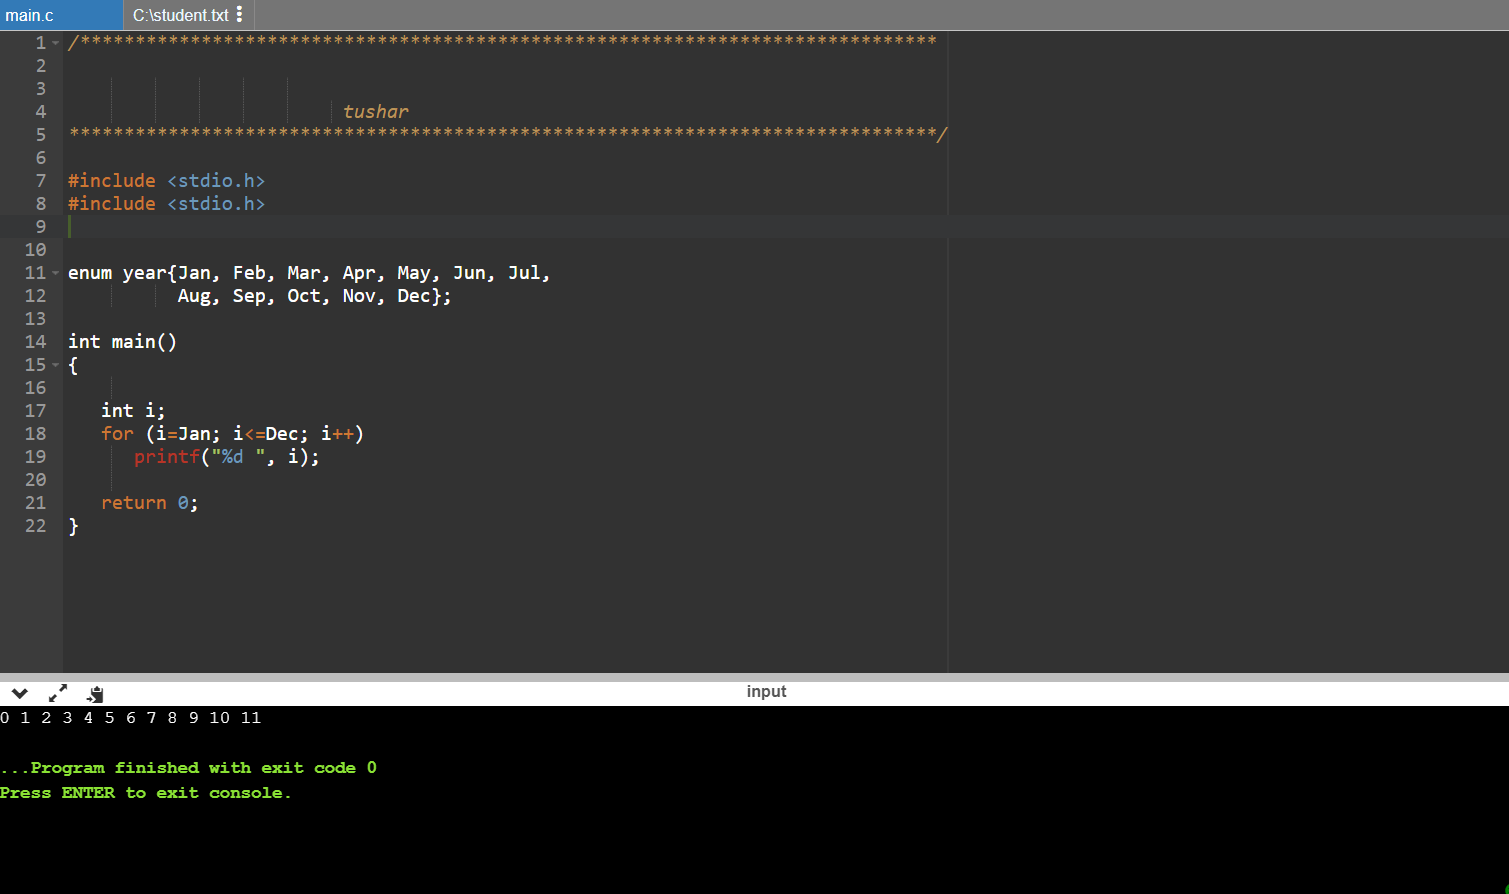 main.c C:\student.txt
1 /******************************************************************************
2
3
4 tushar
5 *******************************************************************************/
6
7 #include <stdio.h>
8 #include <stdio.h>
9
10
11 enum year{Jan, Feb, Mar, Apr, May, Jun, Jul,
12 Aug, Sep, Oct, Nov, Dec};
13
14 int main()
15 {
16
17 int i;
18 for (i=Jan; i<=Dec; i++)
19 printf("%d ", i);
20
21 return 0;
22 }
input
0 1 2 3 4 5 6 7 8 9 10 11
...Program finished with exit code 0
Press ENTER to exit console.